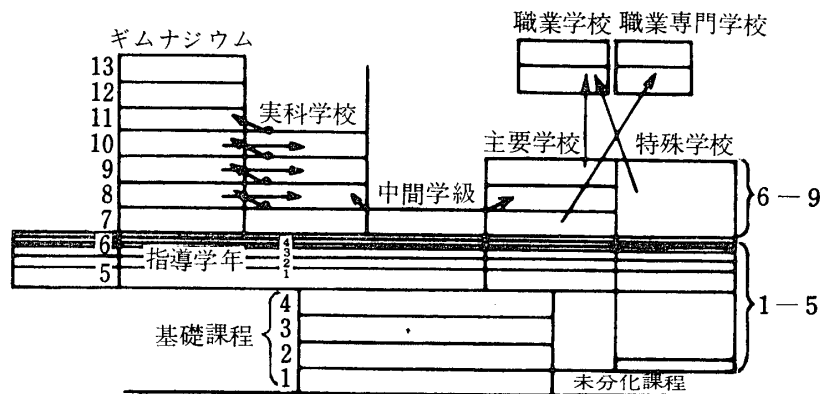 職業学校 職業専門学校
ギムナジウム
13
12
11 実科学校
10 主要学校 特殊学校
9
8 中間学級 6－9
7
6 4
指導学年 3
2
5 1
4 1－5
基礎課程 3
2
1 未分化課程